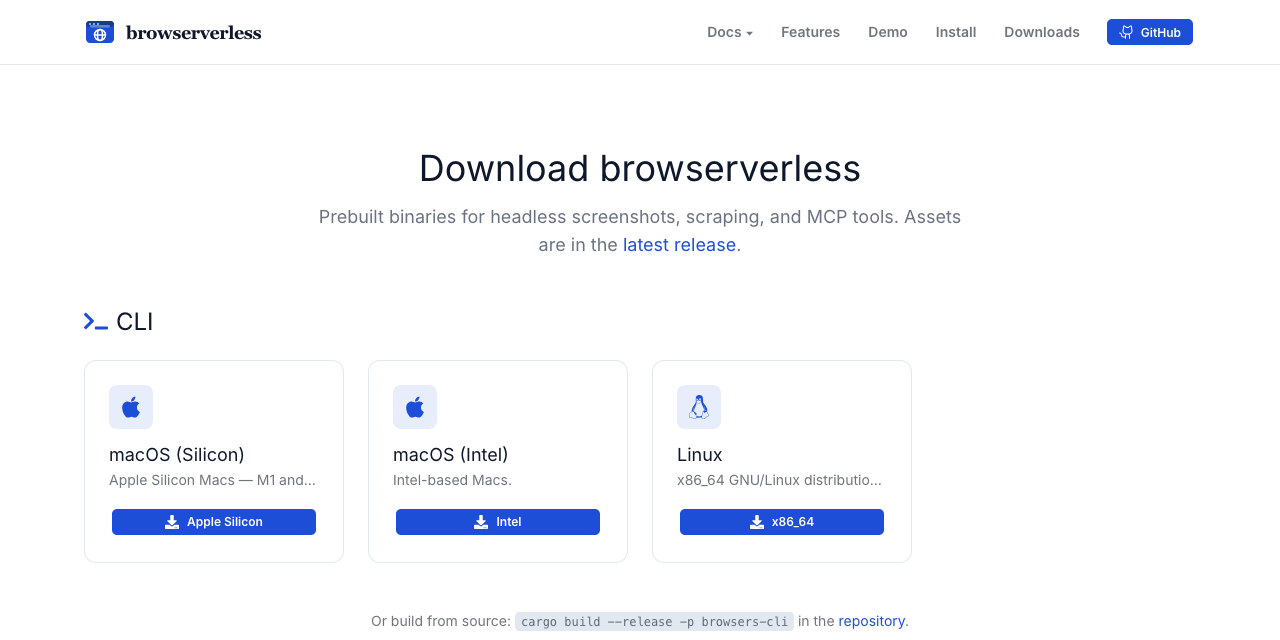 browserverless
Docs Features Demo Install Downloads GitHub
Download browserverless
Prebuilt binaries for headless screenshots, scraping, and MCP tools. Assets
are in the latest release.
CLI
macOS (Silicon)
Apple Silicon Macs — M1 and...
Apple Silicon
macOS (Intel)
Intel-based Macs.
Intel
Linux
x86_64 GNU/Linux distributio...
x86_64
Or build from source: cargo build --release -p browsers-cli in the repository.